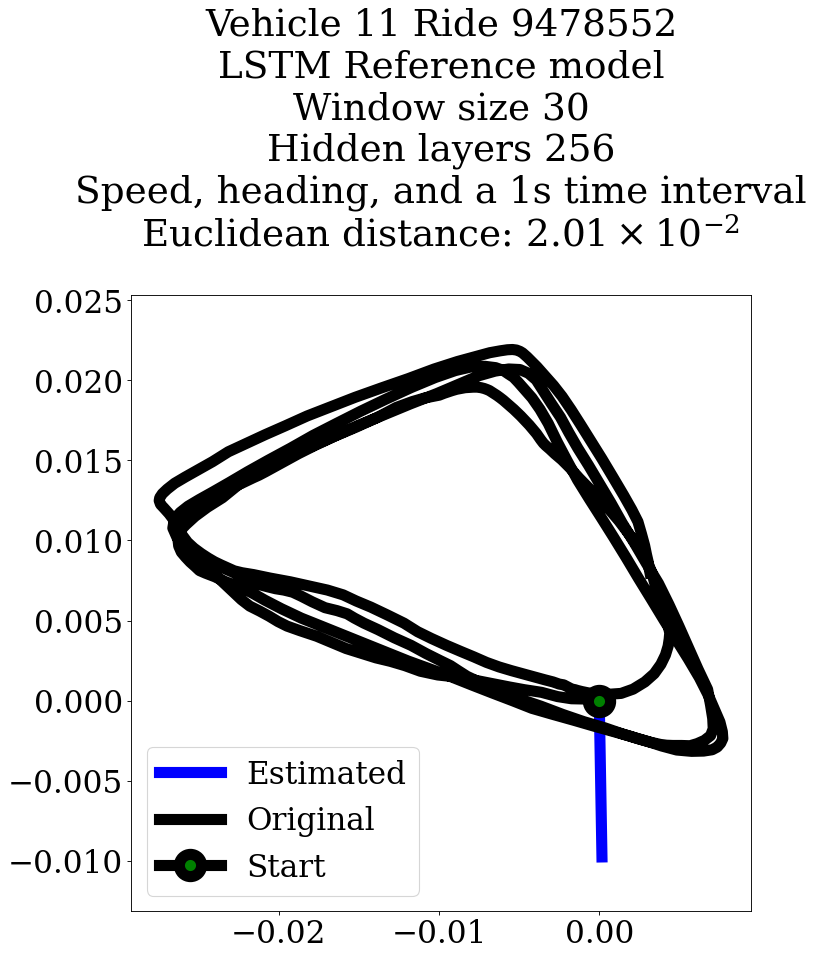 Vehicle 11 Ride 9478552
LSTM Reference model
Window size 30
Hidden layers 256
Speed, heading, and a 1s time interval
Euclidean distance: 2.01 × 10⁻²
0.025
0.020
0.015
0.010
0.005
0.000
−0.005
−0.010
Estimated
Original
Start
−0.02
−0.01
0.00